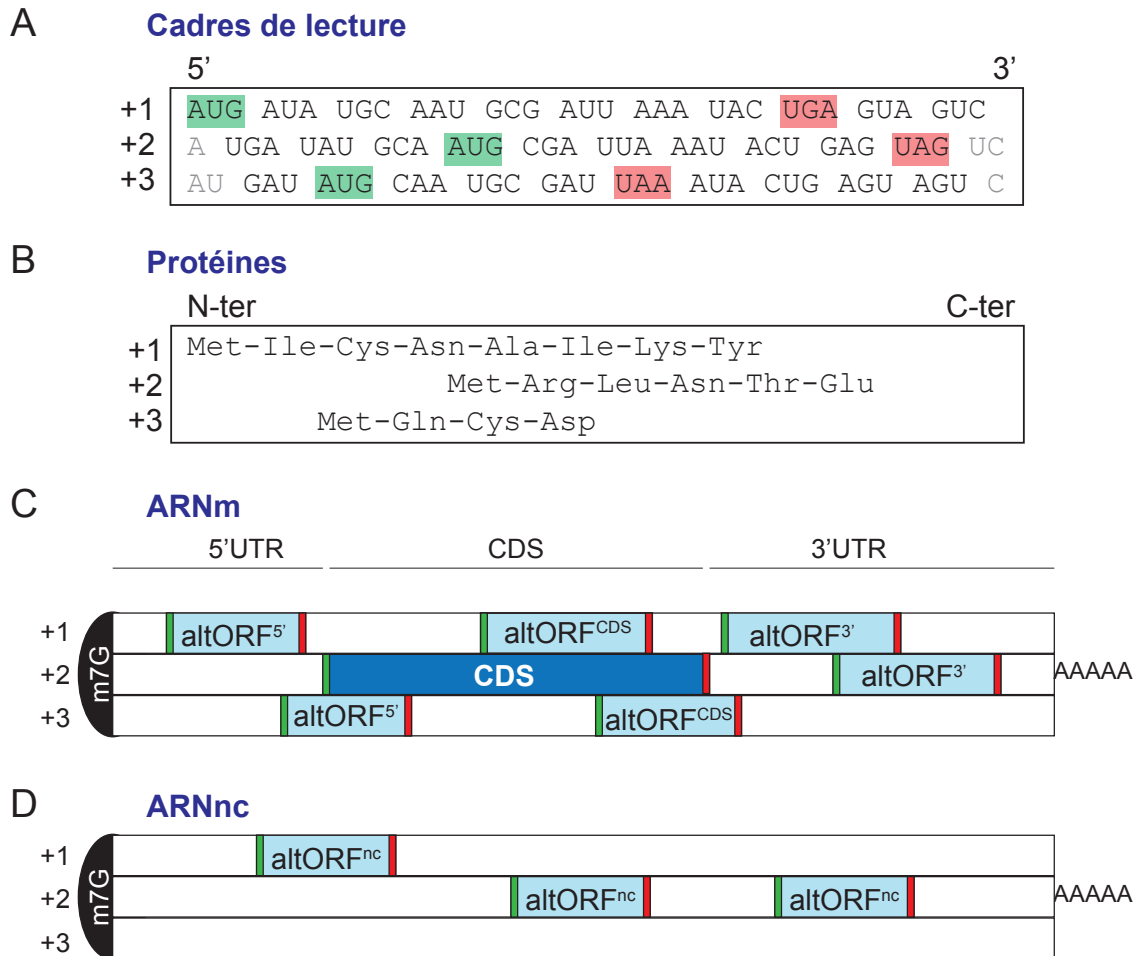 A Cadres de lecture
5’ 3’
+1 AUG AUA UGC AAU GCG AUU AAA UAC UGA GUA GUC
+2 A UGA UAU GCA AUG CGA UUA AAU ACU GAG UAG UC
+3 AU GAU AUG CAA UGC GAU UAA AUA CUG AGU AGU C
B Protéines
N-ter C-ter
+1 Met-Ile-Cys-Asn-Ala-Ile-Lys-Tyr
+2 Met-Arg-Leu-Asn-Thr-Glu
+3 Met-Gln-Cys-Asp
C ARNm
5’UTR CDS 3’UTR
+1 altORF5’ altORFCDS altORF3’
m7G +2 CDS altORF3’ AAAAA
+3 altORF5’ altORFCDS
D ARNnc
+1 altORFnc
m7G +2 altORFnc altORFnc AAAAA
+3